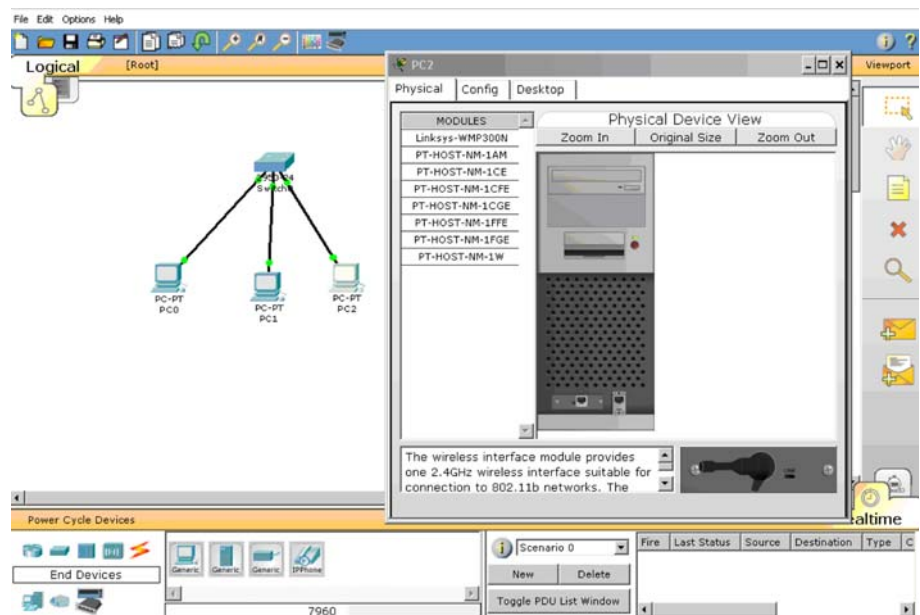 File Edit Options Help
Logical [Root] Viewport
PC2
Physical Config Desktop
MODULES
Linksys-WMP300N
PT-HOST-NM-1AM
PT-HOST-NM-1CE
PT-HOST-NM-1CFE
PT-HOST-NM-1CGE
PT-HOST-NM-1FFE
PT-HOST-NM-1FGE
PT-HOST-NM-1W
Physical Device View
Zoom In Original Size Zoom Out
PC-PT
PC0
PC-PT
PC1
PC-PT
PC2
The wireless interface module provides
one 2.4GHz wireless interface suitable for
connection to 802.11b networks. The
Power Cycle Devices
ealtime
End Devices
Generic Generic Generic IPPhone
7960
Scenario 0
New Delete
Toggle PDU List Window
Fire Last Status Source Destination Type C